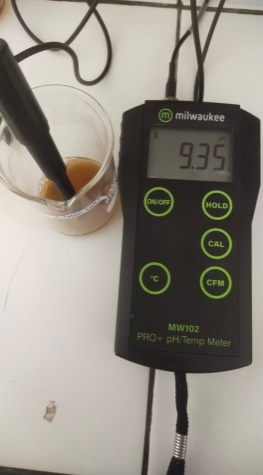 milwaukee
9.35
ON/OFF
HOLD
CAL
°C
CFM
MW102
PRO+ pH/Temp Meter